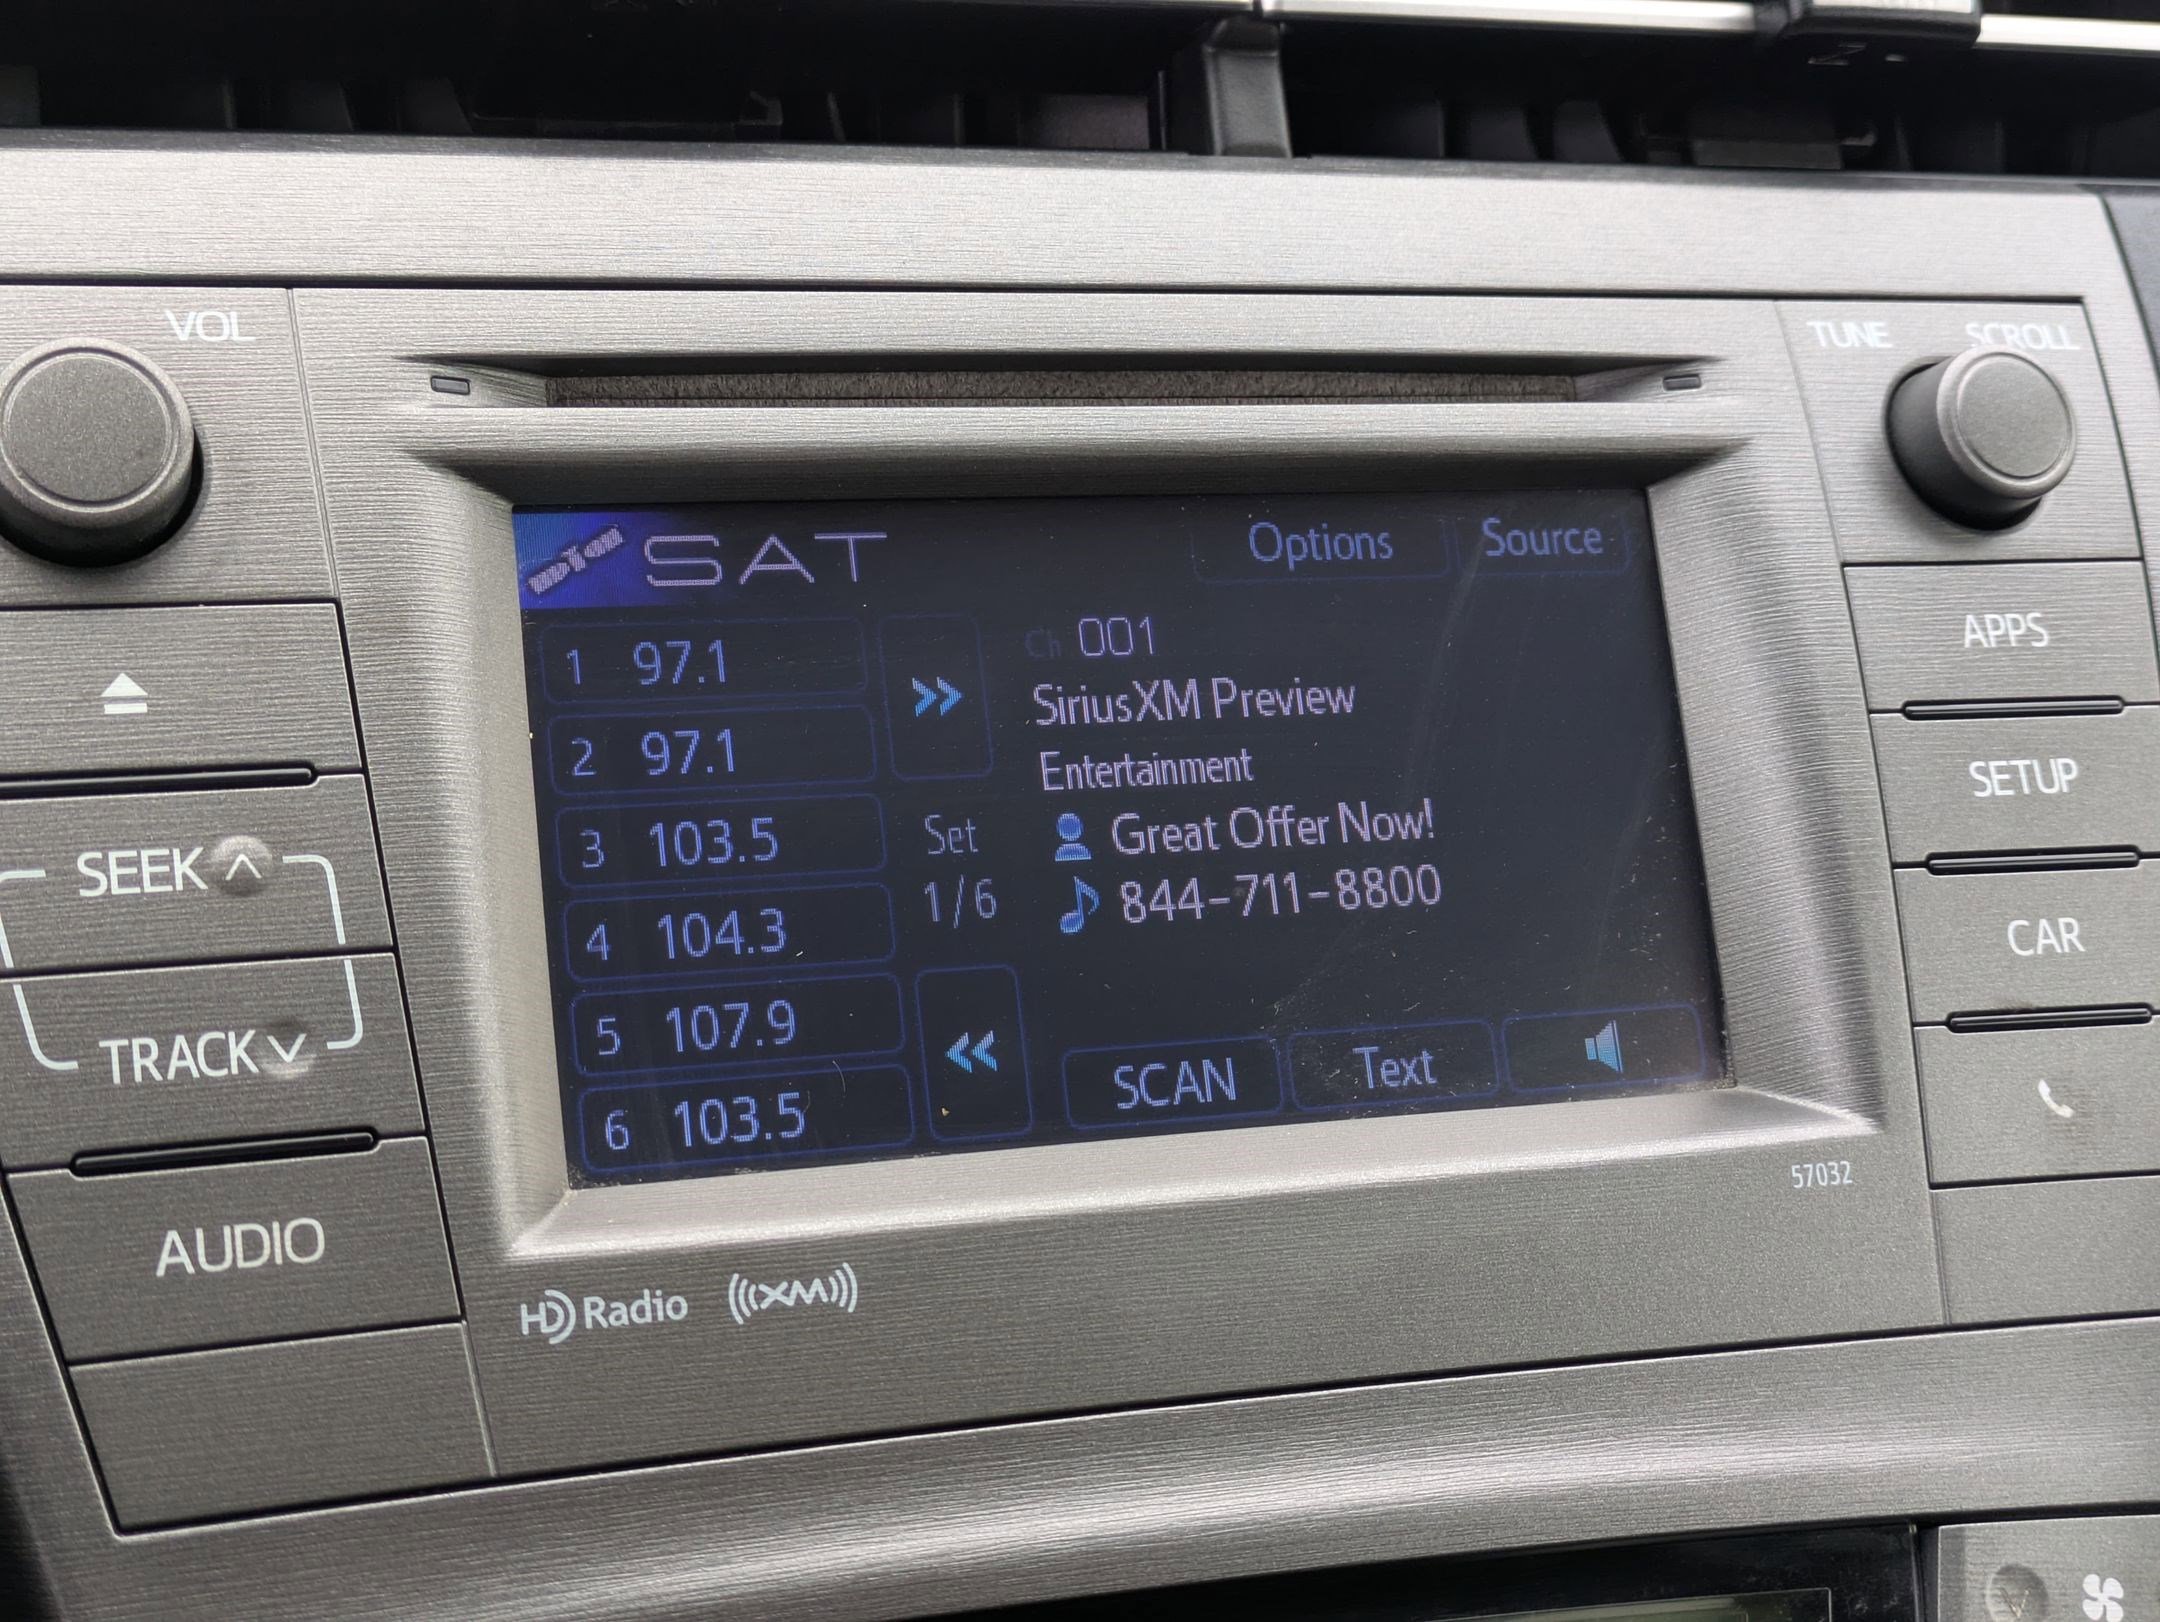 VOL
TUNE SCROLL
SAT
Options
Source
1 97.1
2 97.1
3 103.5
4 104.3
5 107.9
6 103.5
Set
1/6
Ch 001
SiriusXM Preview
Entertainment
Great Offer Now!
844-711-8800
SCAN
Text
SEEK
TRACK
AUDIO
APPS
SETUP
CAR
57032
HD Radio
XM